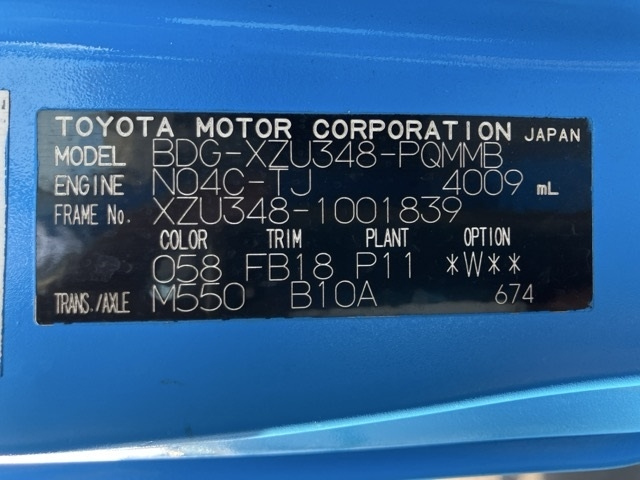 TOYOTA MOTOR CORPORATION JAPAN
MODEL BDG-XZU348-PQMMB
ENGINE N04C-TJ 4009 mL
FRAME No. XZU348-1001839
COLOR TRIM PLANT OPTION
058 FB18 P11 *W**
TRANS./AXLE M550 B10A 674